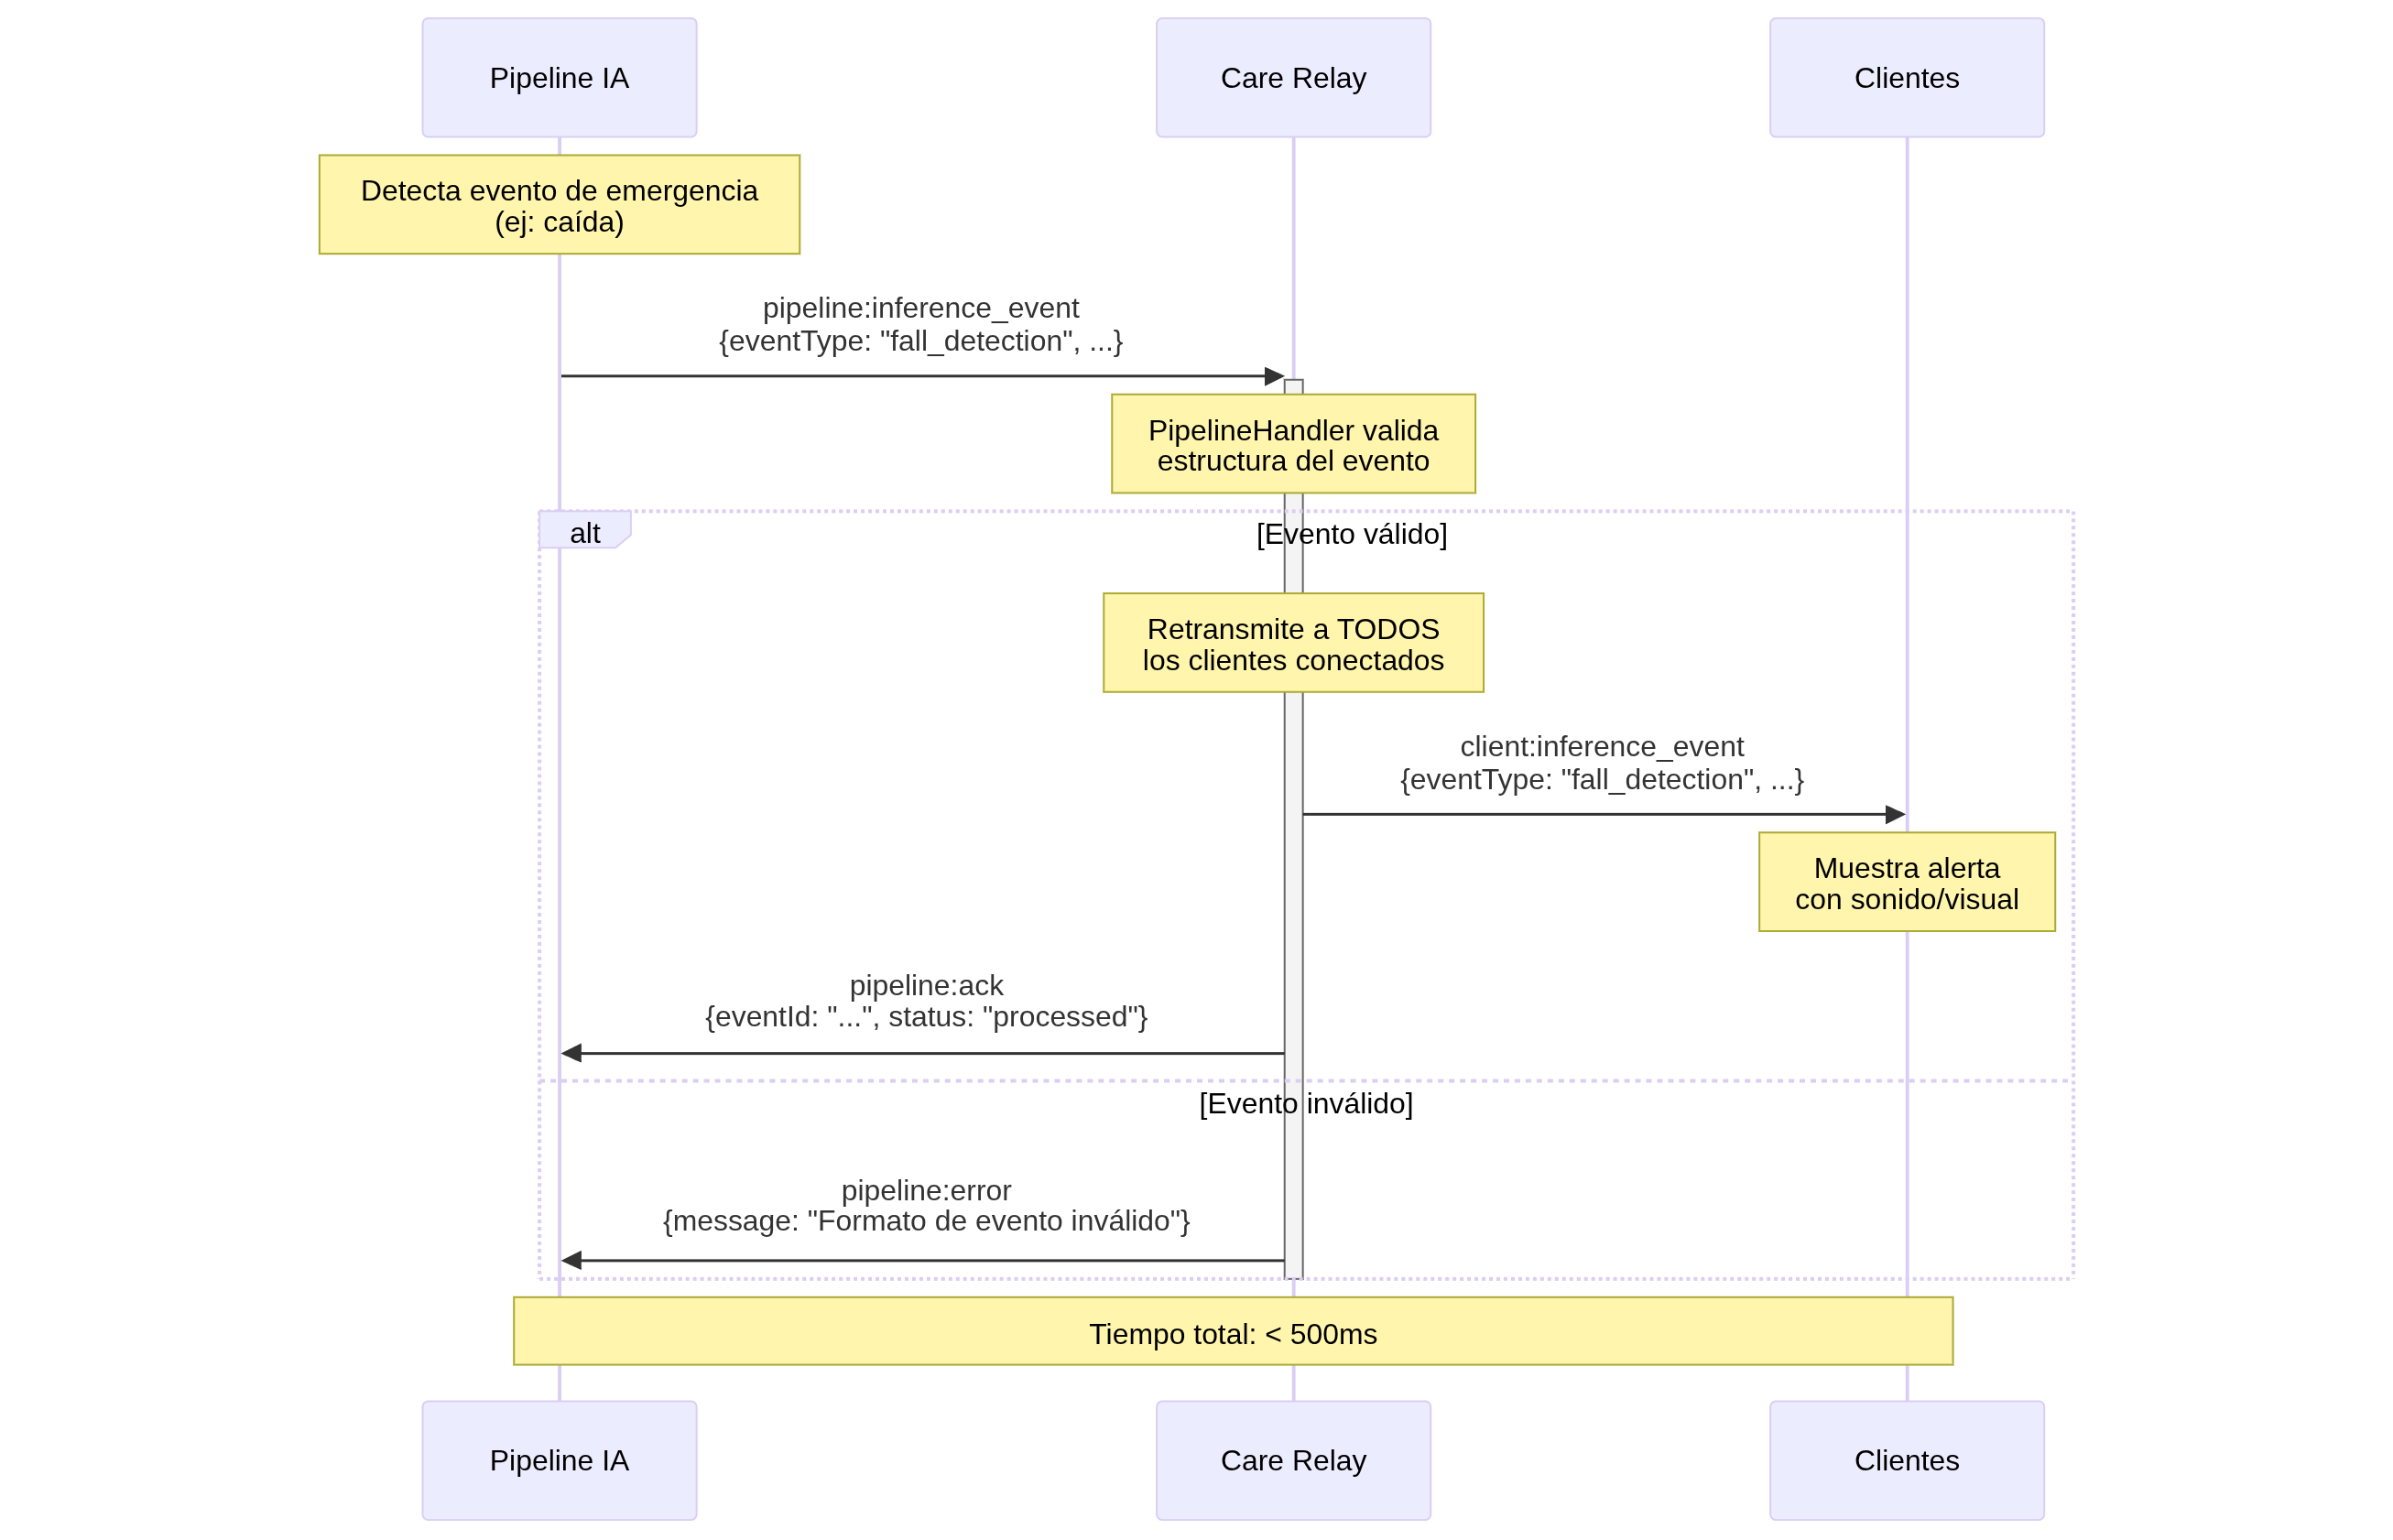 Pipeline IA
Care Relay
Clientes
Detecta evento de emergencia
(ej: caída)
pipeline:inference_event
{eventType: "fall_detection", ...}
PipelineHandler valida
estructura del evento
alt
[Evento válido]
Retransmite a TODOS
los clientes conectados
client:inference_event
{eventType: "fall_detection", ...}
Muestra alerta
con sonido/visual
pipeline:ack
{eventId: "...", status: "processed"}
[Evento inválido]
pipeline:error
{message: "Formato de evento inválido"}
Tiempo total: < 500ms
Pipeline IA
Care Relay
Clientes